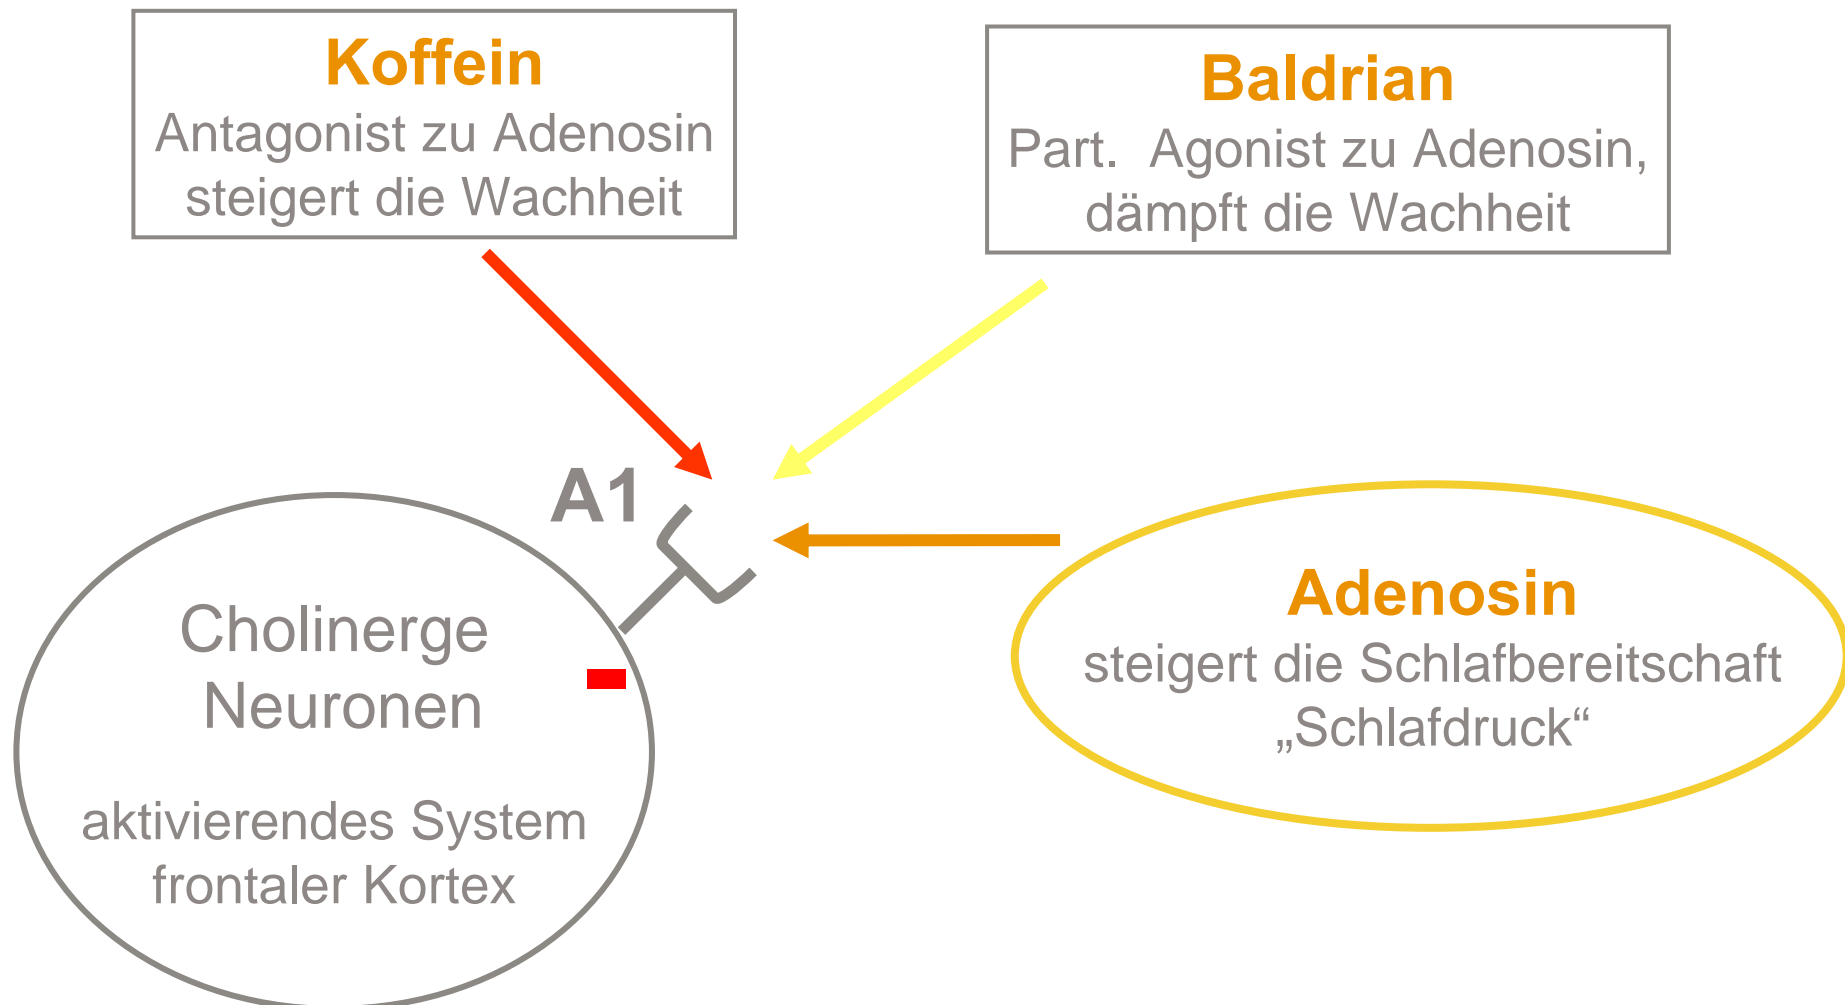 Koffein
Antagonist zu Adenosin
steigert die Wachheit
Baldrian
Part. Agonist zu Adenosin,
dämpft die Wachheit
A1
Cholinerge
Neuronen
aktivierendes System
frontaler Kortex
Adenosin
steigert die Schlafbereitschaft
„Schlafdruck“